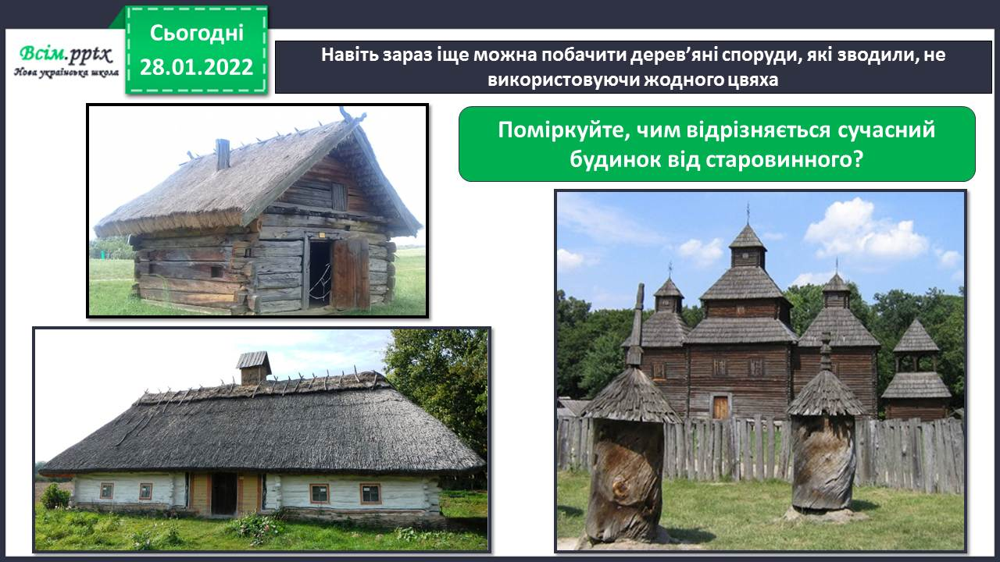 Всім.pptx
Нова українська школа
Сьогодні
28.01.2022
Навіть зараз іще можна побачити дерев’яні споруди, які зводили, не
використовуючи жодного цвяха
Поміркуйте, чим відрізняється сучасний
будинок від старовинного?